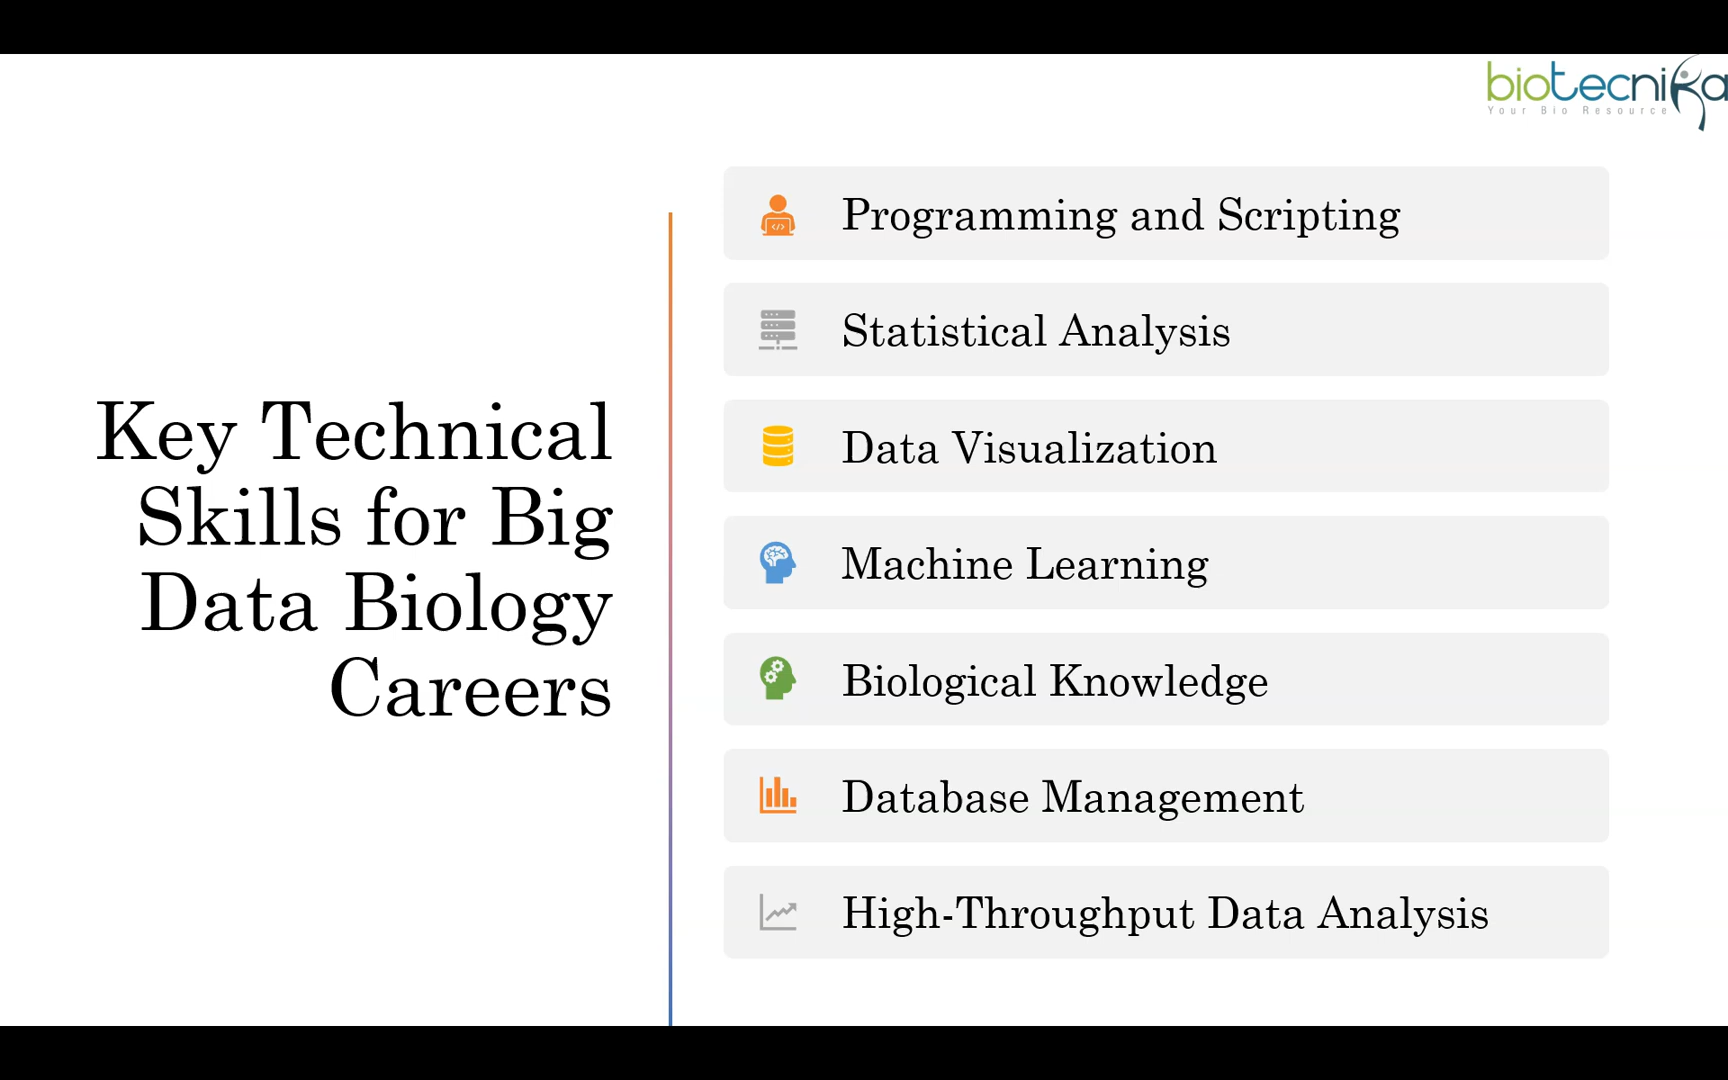 biotecnika
Your Bio Resource
Key Technical
Skills for Big
Data Biology
Careers
Programming and Scripting
Statistical Analysis
Data Visualization
Machine Learning
Biological Knowledge
Database Management
High-Throughput Data Analysis